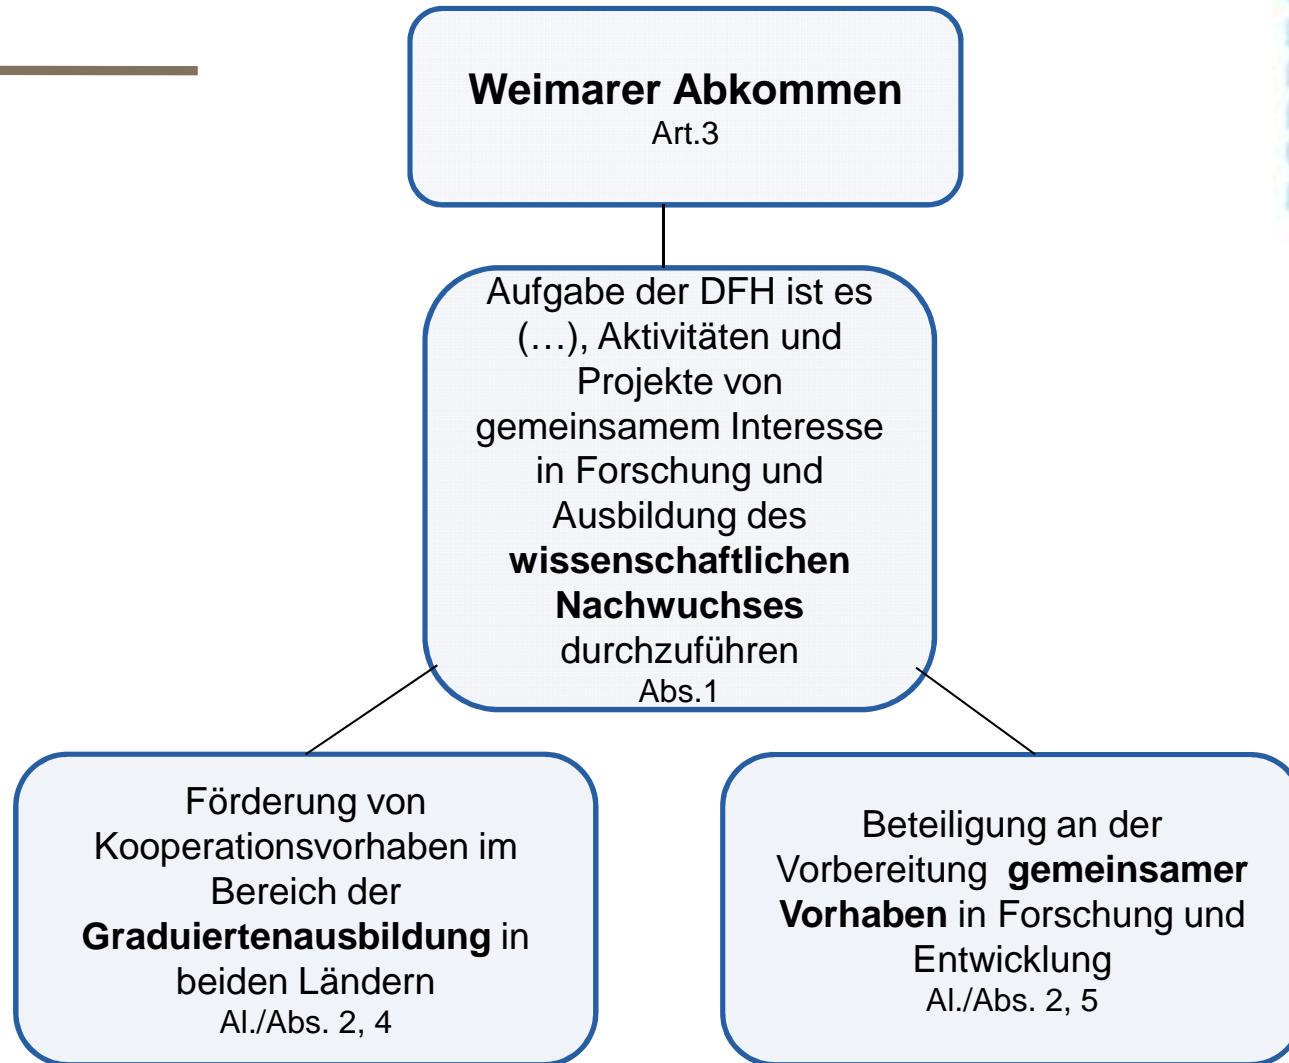 Weimarer Abkommen
Art.3
Aufgabe der DFH ist es
(…), Aktivitäten und
Projekte von
gemeinsamem Interesse
in Forschung und
Ausbildung des
wissenschaftlichen
Nachwuchses
durchzuführen
Abs.1
Förderung von
Kooperationsvorhaben im
Bereich der
Graduiertenausbildung in
beiden Ländern
Al./Abs. 2, 4
Beteiligung an der
Vorbereitung gemeinsamer
Vorhaben in Forschung und
Entwicklung
Al./Abs. 2, 5